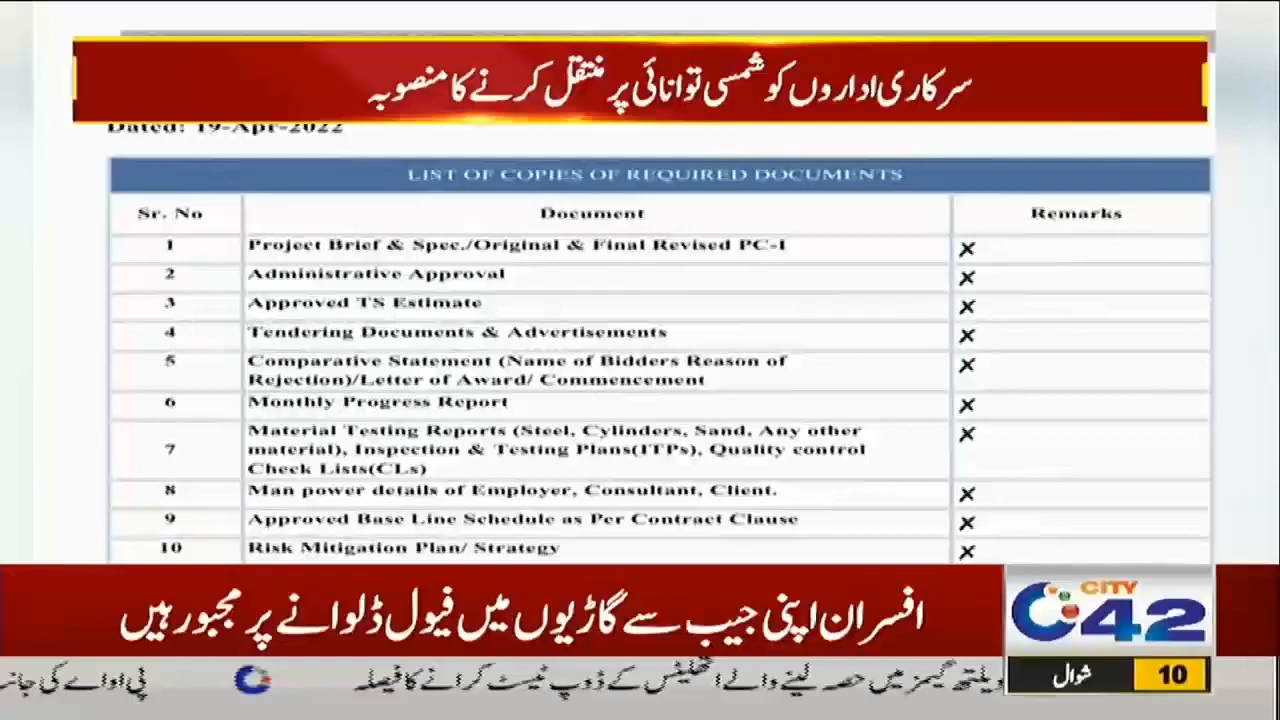 سرکاری اداروں کو شمسی توانائی پر منتقل کرنے کا منصوبہ
Dated: 19-Apr-2022
LIST OF COPIES OF REQUIRED DOCUMENTS
Sr. No Document Remarks
1 Project Brief & Spec./Original & Final Revised PC-I ✗
2 Administrative Approval ✗
3 Approved TS Estimate ✗
4 Tendering Documents & Advertisements ✗
5 Comparative Statement (Name of Bidders Reason of ✗
Rejection)/Letter of Award/ Commencement
6 Monthly Progress Report ✗
Material Testing Reports (Steel, Cylinders, Sand, Any other ✗
7 material), Inspection & Testing Plans(ITPs), Quality control
Check Lists(CLs)
8 Man power details of Employer, Consultant, Client. ✗
9 Approved Base Line Schedule as Per Contract Clause ✗
10 Risk Mitigation Plan/ Strategy ✗
افسران اپنی جیب سے گاڑیوں میں فیول ڈلوانے پر مجبور ہیں
CITY
42
10 شوال
ویلتھ گیمز میں حصہ لینے والے اتھلیٹس کے ڈوپ ٹیسٹ کرانے کا فیصلہ
پی او اے کی